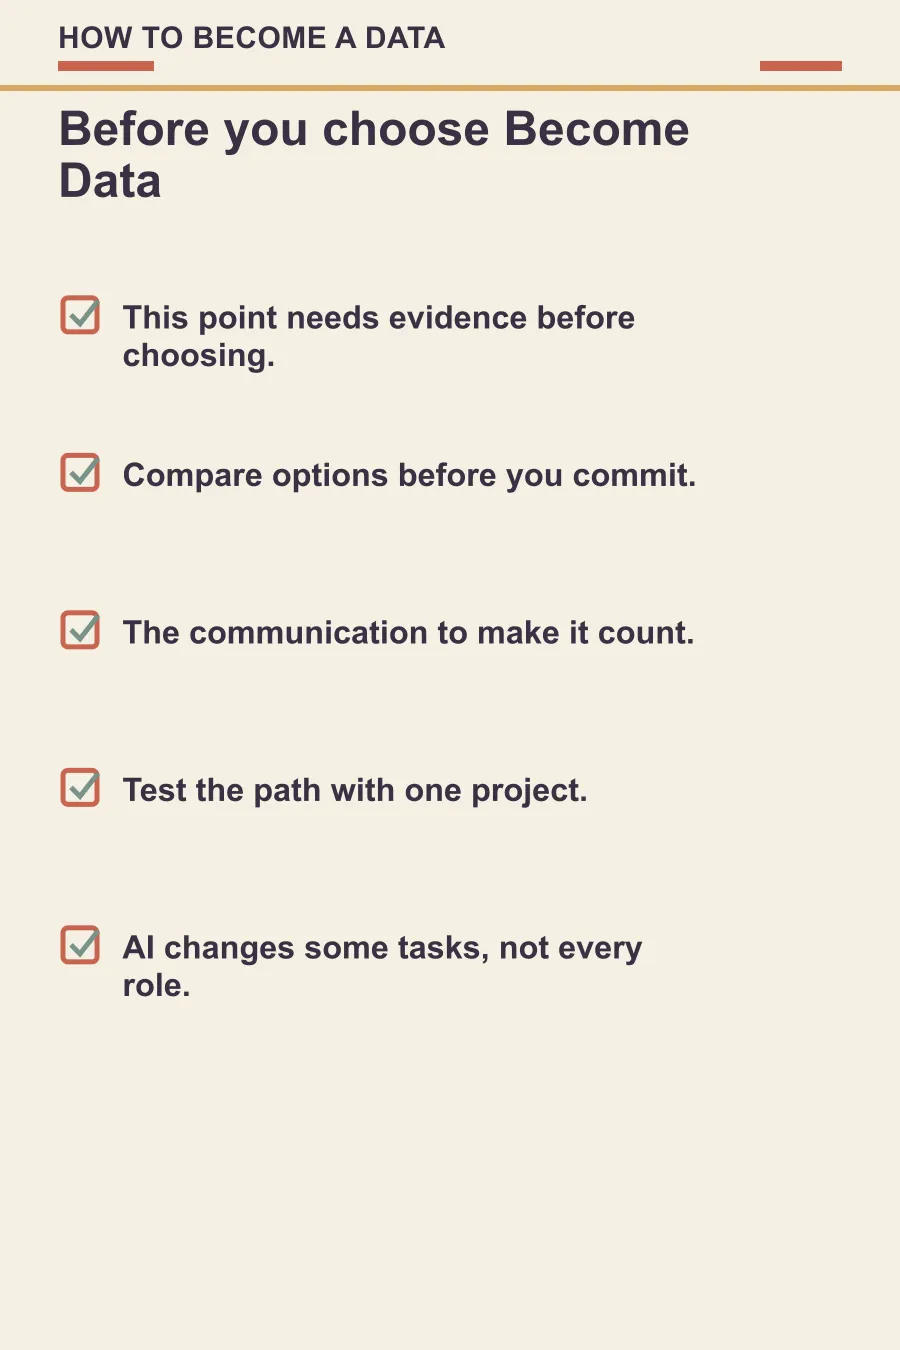 HOW TO BECOME A DATA
Before you choose Become
Data
This point needs evidence before
choosing.
Compare options before you commit.
The communication to make it count.
Test the path with one project.
AI changes some tasks, not every
role.